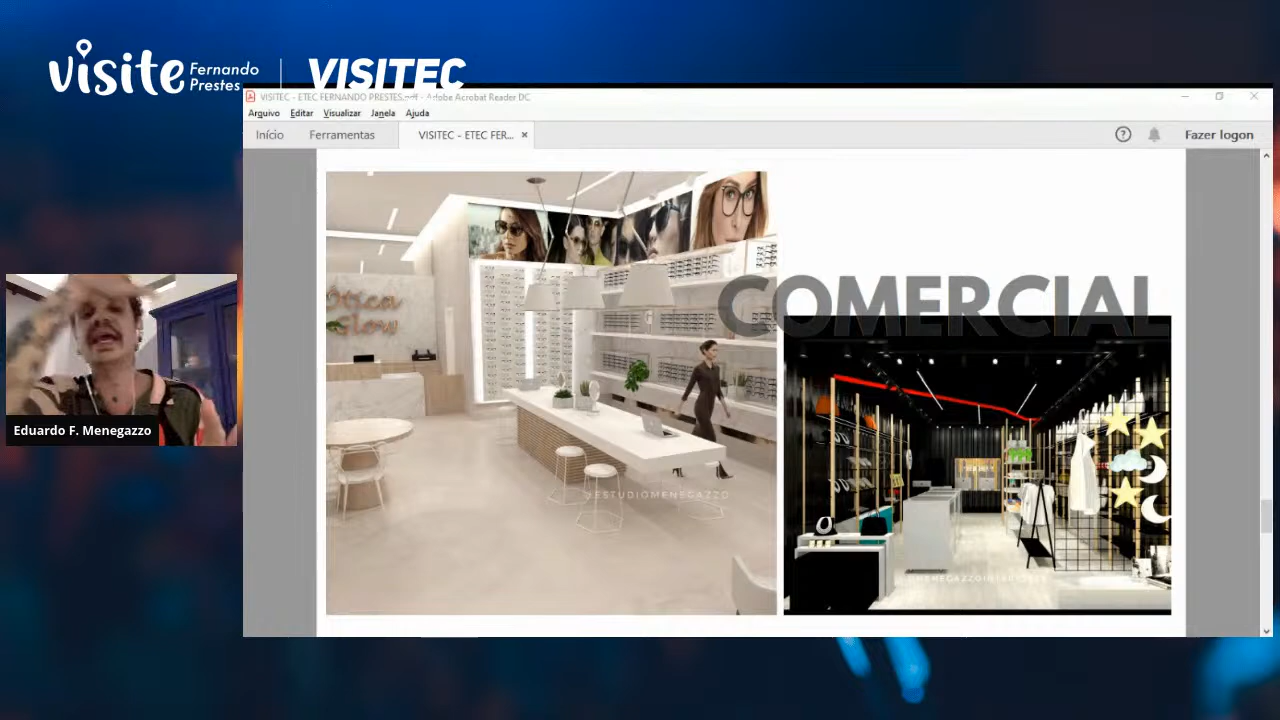 visite Fernando Prestes | VISITEC
VISITEC - ETEC FERNANDO PRESTES.pdf - Adobe Acrobat Reader DC
Arquivo Editar Visualizar Janela Ajuda
Início Ferramentas VISITEC - ETEC FER... × Fazer logon
Ótica
Glow
COMERCIAL
@ESTUDIOMENEGAZZO
Eduardo F. Menegazzo